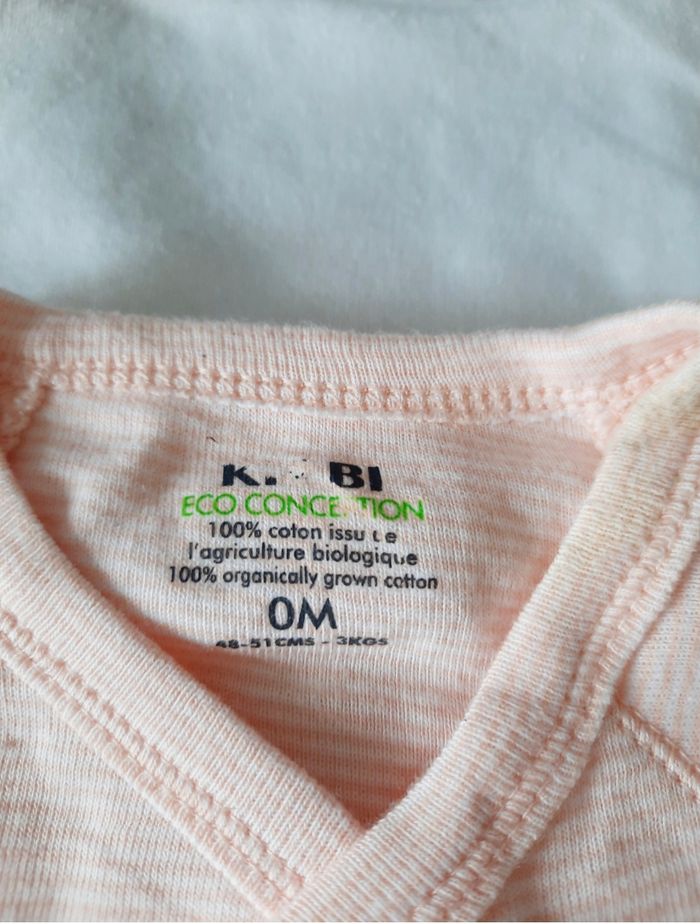 ECO CONCEPTION
100% coton issu de
l'agriculture biologique
100% organically grown cotton
0M
48-51CMS - 3KGS